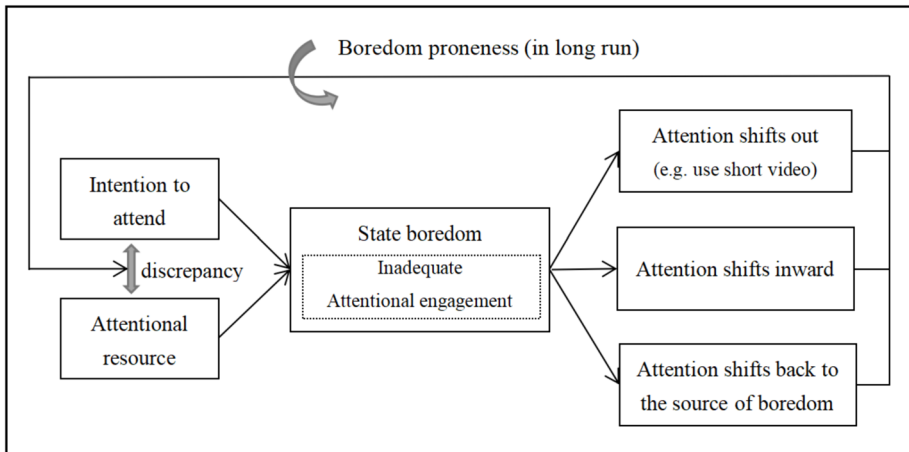 Boredom proneness (in long run)
Attention shifts out
(e.g. use short video)
Intention to
attend
State boredom
Inadequate
Attentional engagement
discrepancy
Attention shifts inward
Attentional
resource
Attention shifts back to
the source of boredom